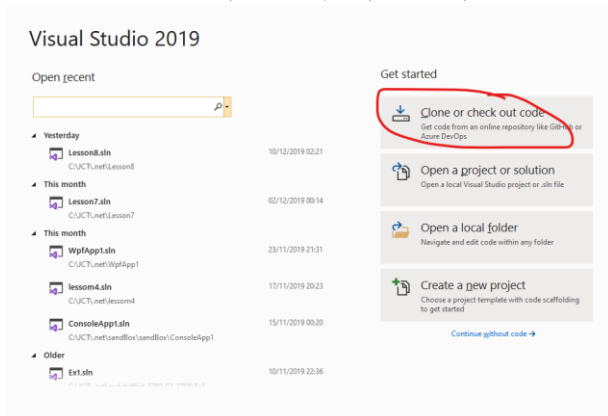 Visual Studio 2019
Open recent
Yesterday
Lesson8.sln
10/12/2019 02:21
C:\JCT\.net\Lesson8
This month
Lesson7.sln
02/12/2019 00:14
C:\JCT\.net\Lesson7
This month
WpfApp1.sln
23/11/2019 21:31
C:\JCT\.net\WpfApp1
lessom4.sln
17/11/2019 20:23
C:\JCT\.net\lessom4
ConsoleApp1.sln
15/11/2019 00:20
C:\JCT\.net\sandBox\sandBox\ConsoleApp1
Older
Ex1.sln
10/11/2019 22:36
Get started
Clone or check out code
Get code from an online repository like GitHub or
Azure DevOps
Open a project or solution
Open a local Visual Studio project or .sln file
Open a local folder
Navigate and edit code within any folder
Create a new project
Choose a project template with code scaffolding
to get started
Continue without code →